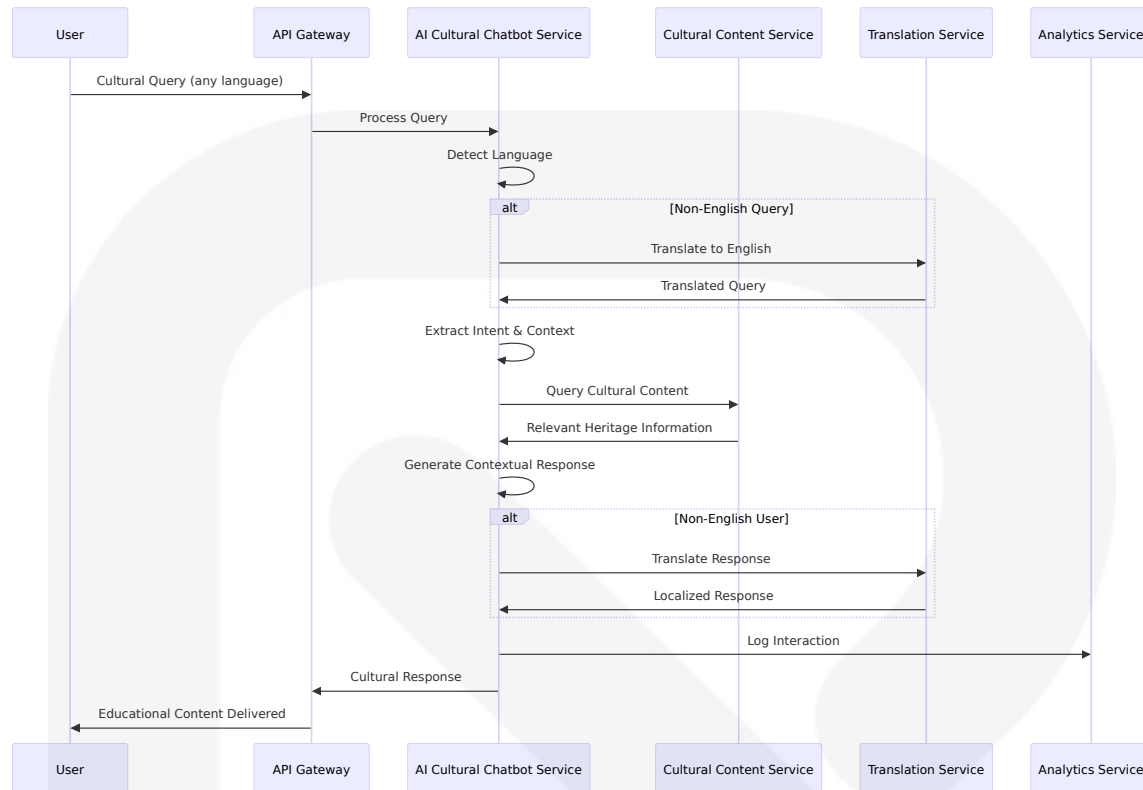 User
API Gateway
AI Cultural Chatbot Service
Cultural Content Service
Translation Service
Analytics Service
Cultural Query (any language)
Process Query
Detect Language
alt
[Non-English Query]
Translate to English
Translated Query
Extract Intent & Context
Query Cultural Content
Relevant Heritage Information
Generate Contextual Response
alt
[Non-English User]
Translate Response
Localized Response
Log Interaction
Cultural Response
Educational Content Delivered
User
API Gateway
AI Cultural Chatbot Service
Cultural Content Service
Translation Service
Analytics Service